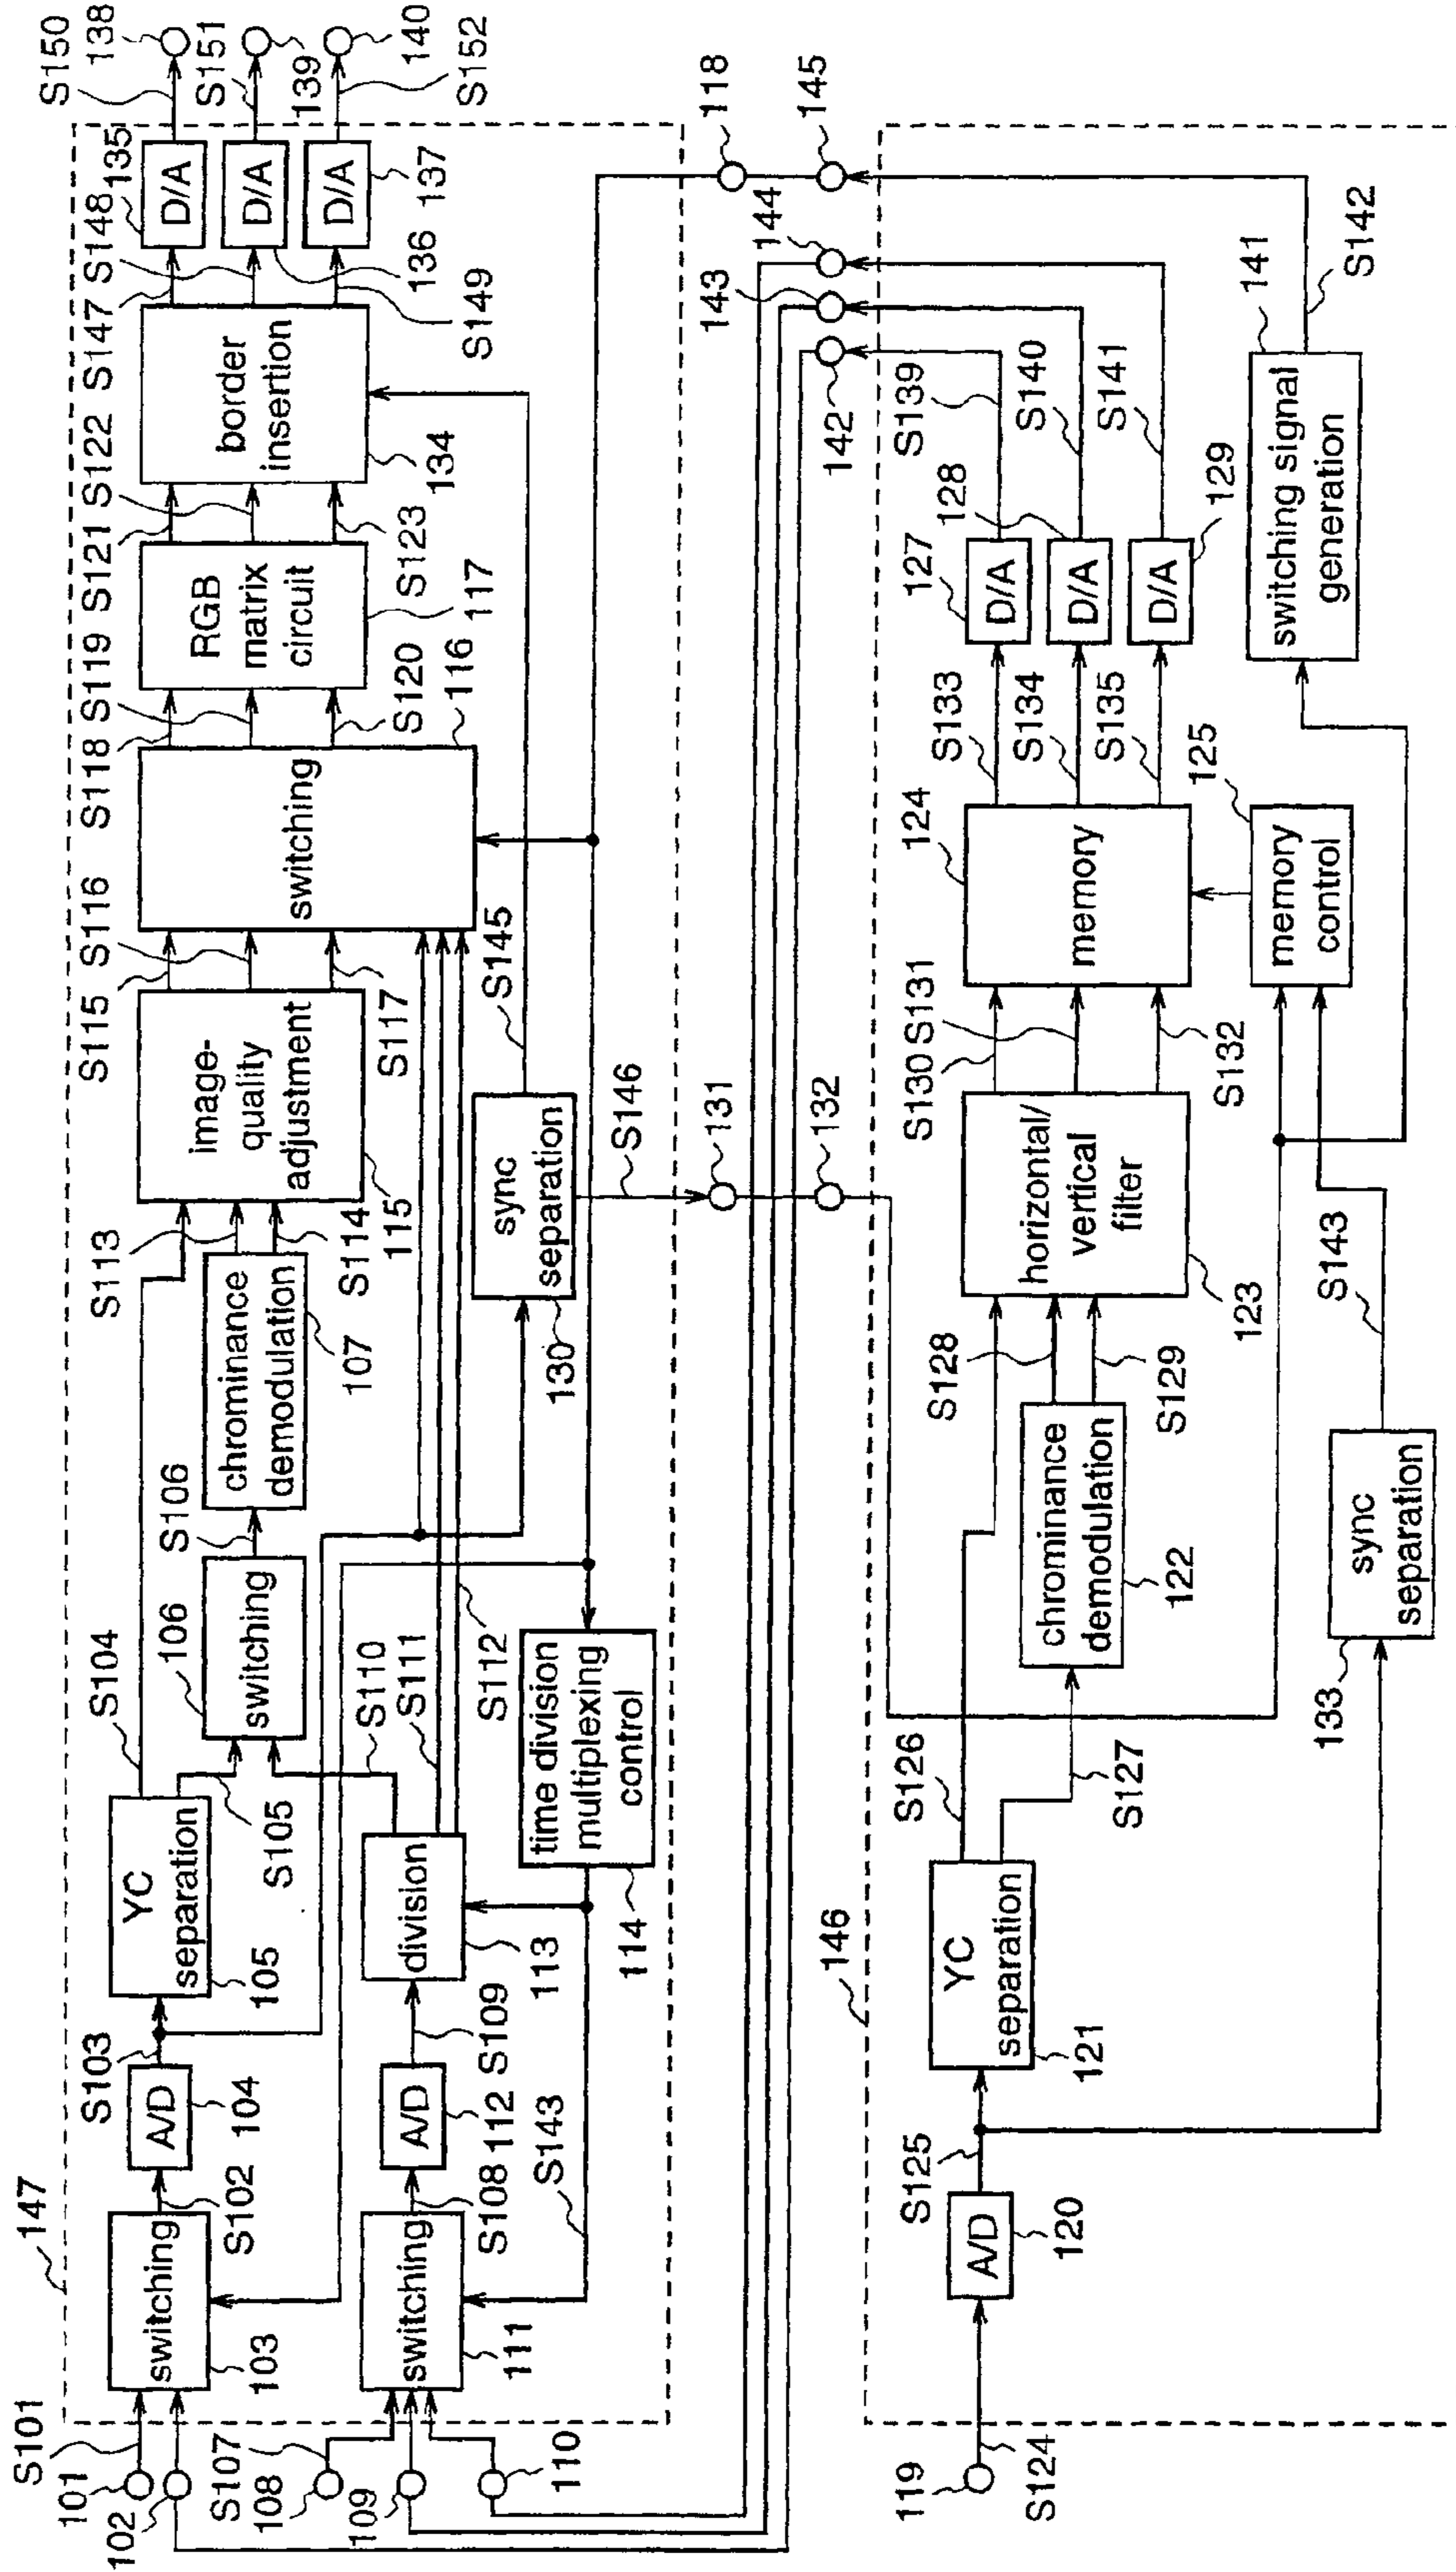 147
S101
101
102
switching
103
S102
A/D
104
S103
YC
separation
105
S104
S105
switching
106
S106
chrominance
demodulation
107
S113
S114
image-
quality
adjustment
115
S115
S116
S117
switching
116
S118
S119
S120
RGB
matrix
circuit
117
S121
S122
S123
border
insertion
134
S147
S148
S149
D/A
135
D/A
136
D/A
137
S150
138
S151
139
140
S152
S107
108
109
110
switching
111
S108
A/D
112
S109
division
113
S110
S111
S112
S143
time division
multiplexing
control
114
sync
separation
130
S145
S146
131
132
118
145
144
143
142
146
119
S124
A/D
120
S125
YC
separation
121
S126
S127
chrominance
demodulation
122
S128
S129
horizontal/
vertical
filter
123
S130
S131
S132
memory
124
memory
control
125
S133
S134
S135
D/A
127
D/A
128
D/A
129
S139
S140
S141
sync
separation
133
S143
switching signal
generation
141
S142